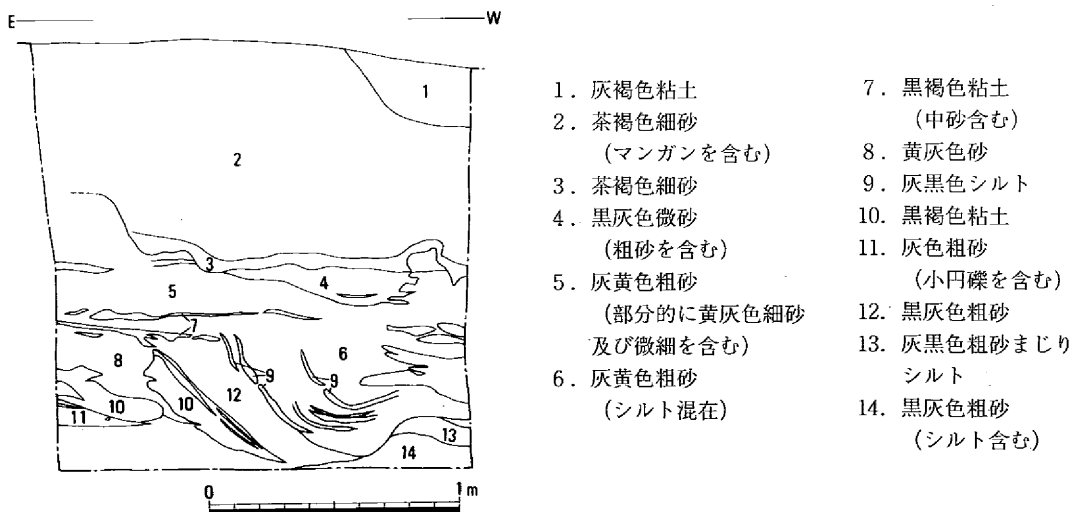 E W
1
2
3
4
5
7
6
8
9
9
10
10
12
11
13
14
0 1m
1. 灰褐色粘土
2. 茶褐色細砂
(マンガンを含む)
3. 茶褐色細砂
4. 黒灰色微砂
(粗砂を含む)
5. 灰黄色粗砂
(部分的に黄灰色細砂
及び微細を含む)
6. 灰黄色粗砂
(シルト混在)
7. 黒褐色粘土
(中砂含む)
8. 黄灰色砂
9. 灰黒色シルト
10. 黒褐色粘土
11. 灰色粗砂
(小円礫を含む)
12. 黒灰色粗砂
13. 灰黒色粗砂まじり
シルト
14. 黒灰色粗砂
(シルト含む)